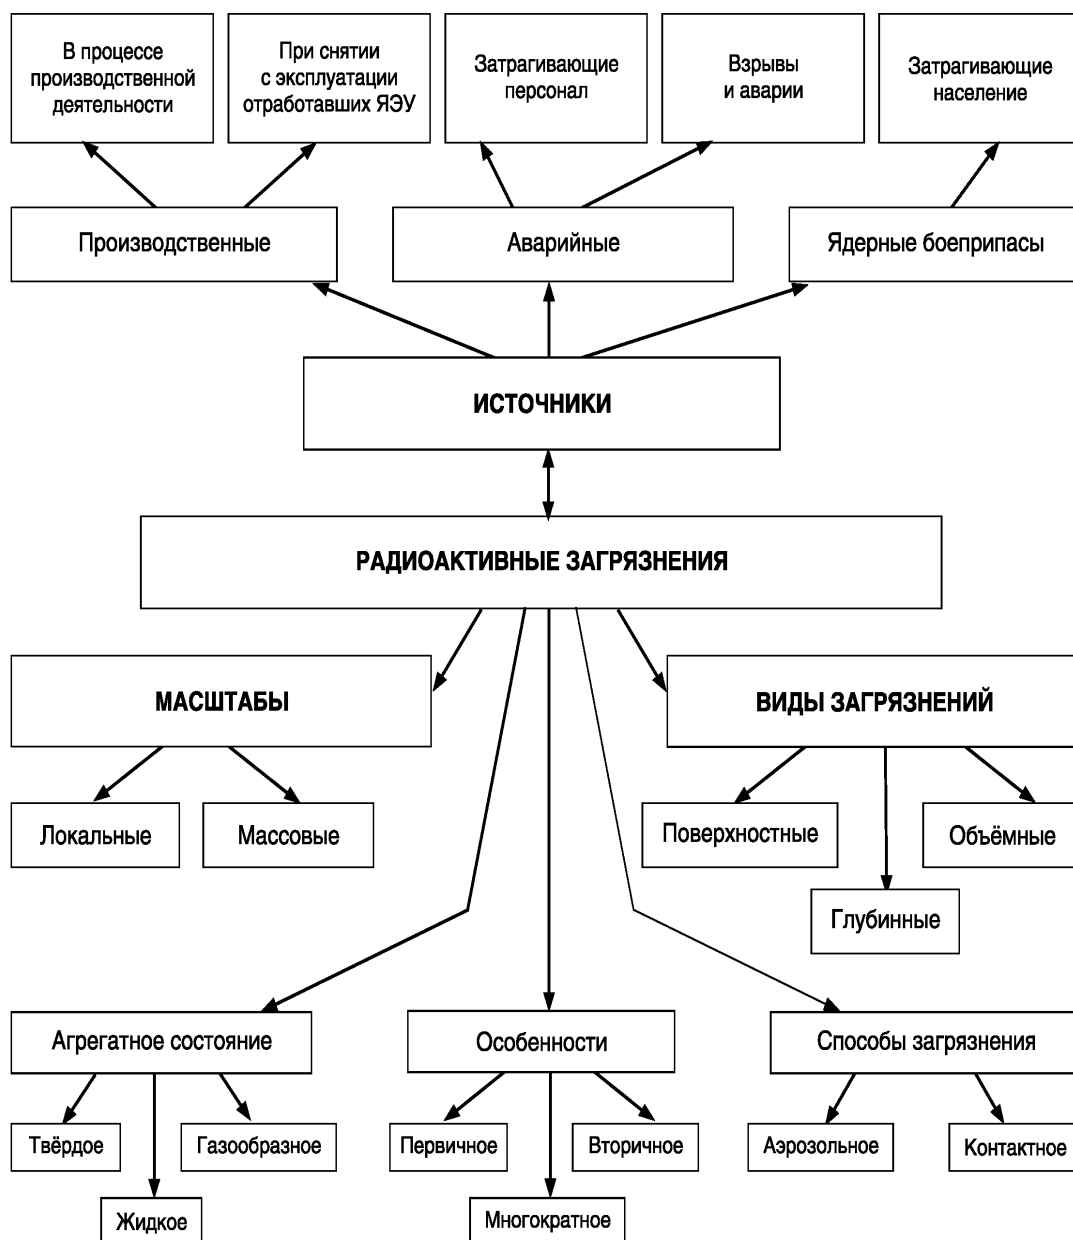 В процессе
производственной
деятельности
При снятии
с эксплуатации
отработавших ЯЭУ
Затрагивающие
персонал
Взрывы
и аварии
Затрагивающие
население
Производственные
Аварийные
Ядерные боеприпасы
ИСТОЧНИКИ
РАДИОАКТИВНЫЕ ЗАГРЯЗНЕНИЯ
МАСШТАБЫ
ВИДЫ ЗАГРЯЗНЕНИЙ
Локальные
Массовые
Поверхностные
Объёмные
Глубинные
Агрегатное состояние
Особенности
Способы загрязнения
Твёрдое
Газообразное
Первичное
Вторичное
Аэрозольное
Контактное
Жидкое
Многократное